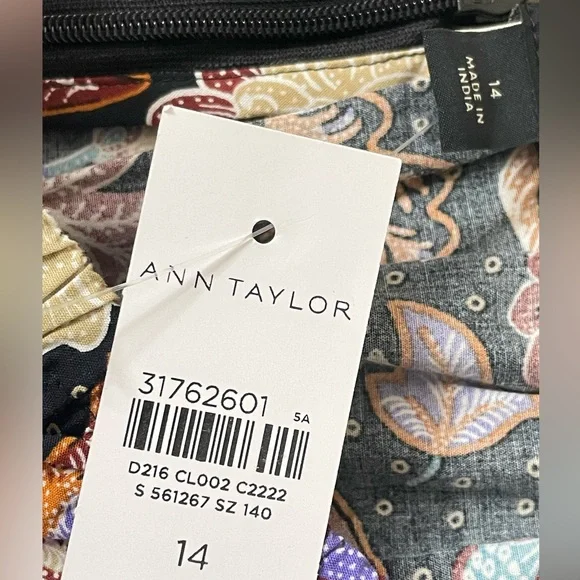 14
MADE IN
INDIA
ANN TAYLOR
31762601
5A
D216 CL002 C2222
S 561267 SZ 140
14